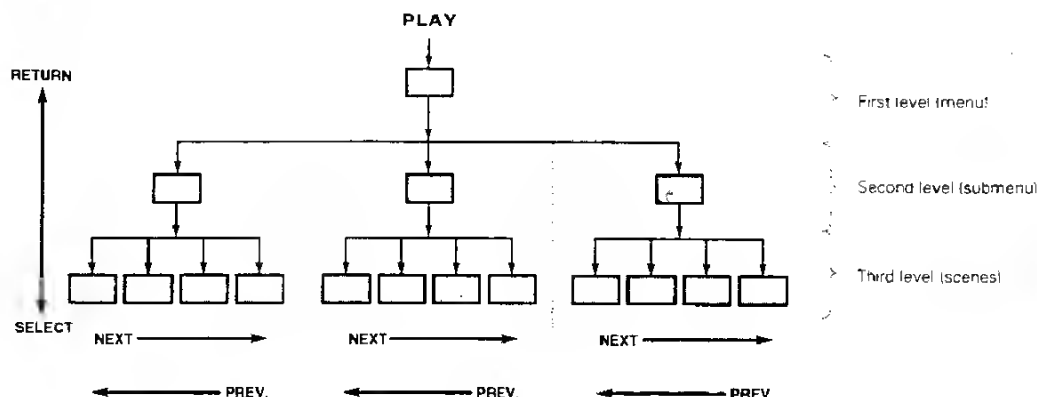 PLAY
RETURN
First level (menu)
Second level (submenu)
Third level (scenes)
SELECT
NEXT NEXT NEXT
PREV. PREV. PREV